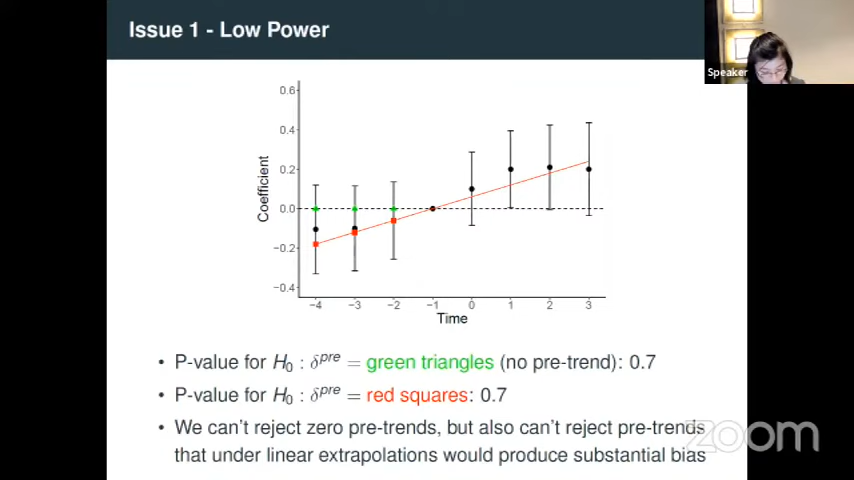 Issue 1 - Low Power
Speaker
0.6
0.4
0.2
0.0
−0.2
−0.4
Coefficient
−4 −3 −2 −1 0 1 2 3
Time
• P-value for H0 : δpre = green triangles (no pre-trend): 0.7
• P-value for H0 : δpre = red squares: 0.7
• We can't reject zero pre-trends, but also can't reject pre-trends
that under linear extrapolations would produce substantial bias
zoom